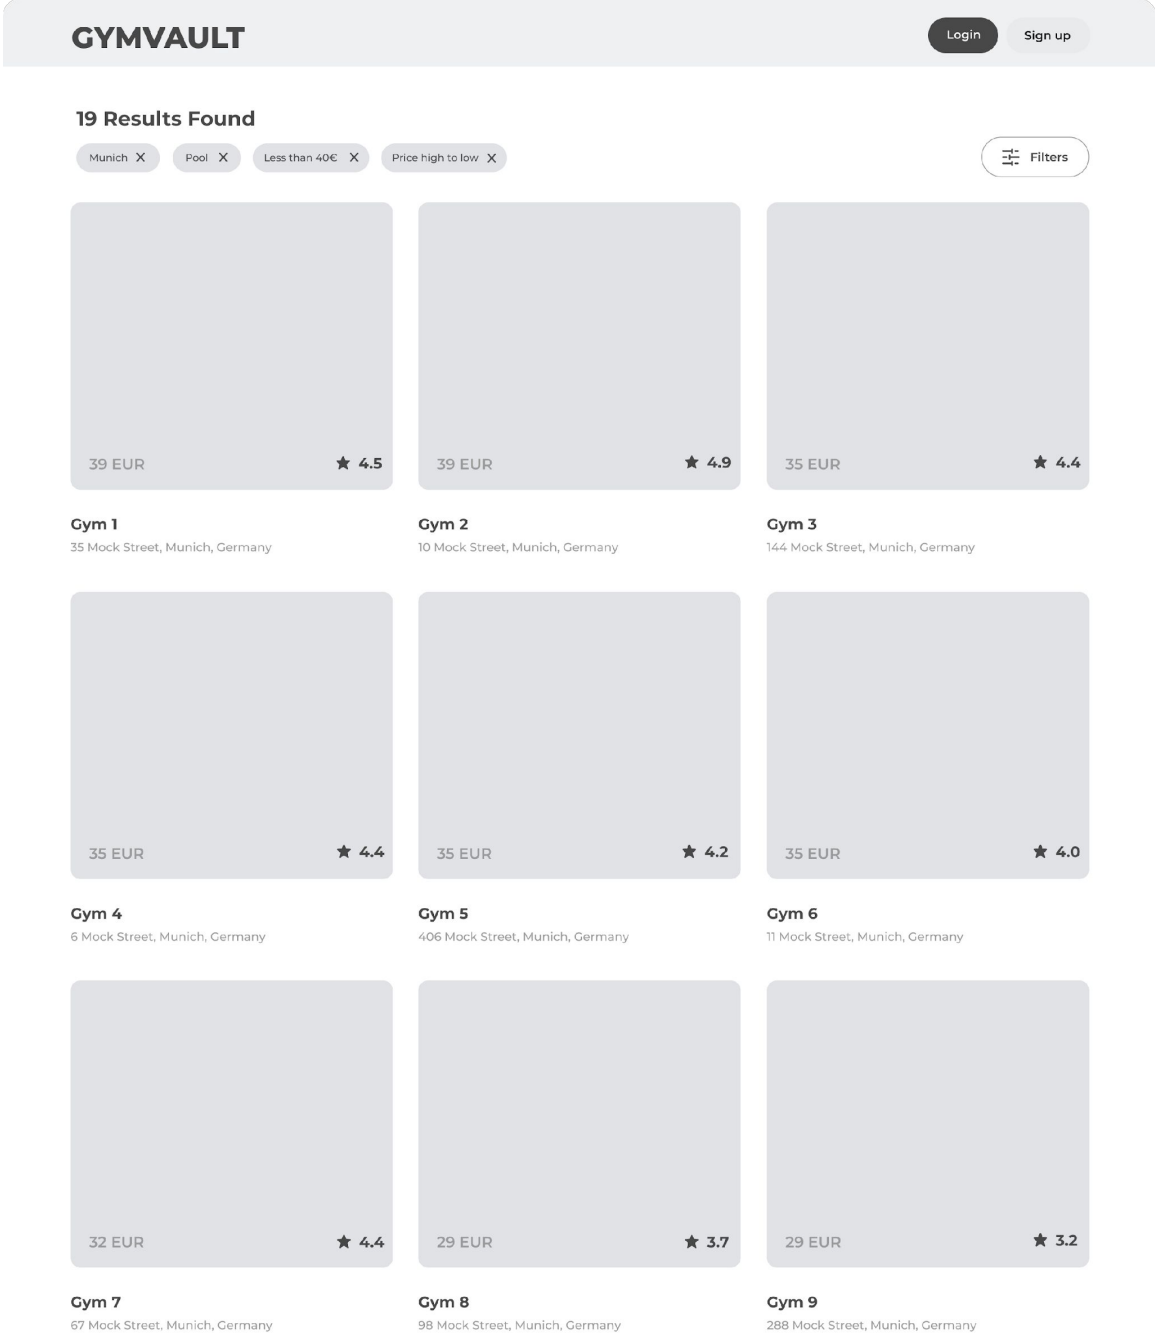 GYMVAULT
Login
Sign up
19 Results Found
Munich X
Pool X
Less than 40€ X
Price high to low X
Filters
39 EUR
★ 4.5
39 EUR
★ 4.9
35 EUR
★ 4.4
Gym 1
35 Mock Street, Munich, Germany
Gym 2
10 Mock Street, Munich, Germany
Gym 3
144 Mock Street, Munich, Germany
35 EUR
★ 4.4
35 EUR
★ 4.2
35 EUR
★ 4.0
Gym 4
6 Mock Street, Munich, Germany
Gym 5
406 Mock Street, Munich, Germany
Gym 6
11 Mock Street, Munich, Germany
32 EUR
★ 4.4
29 EUR
★ 3.7
29 EUR
★ 3.2
Gym 7
67 Mock Street, Munich, Germany
Gym 8
98 Mock Street, Munich, Germany
Gym 9
288 Mock Street, Munich, Germany